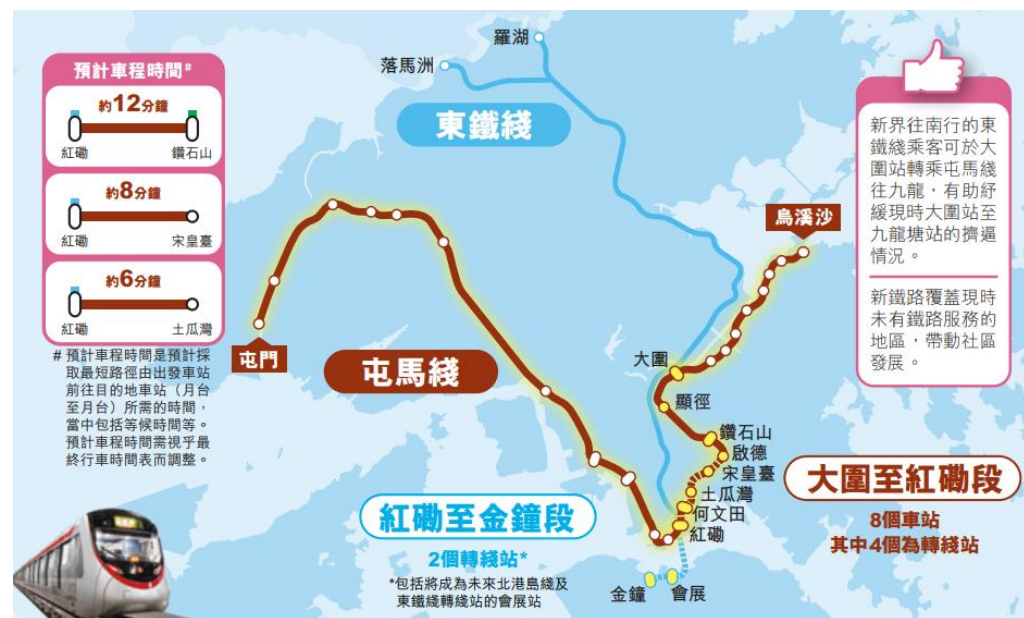 羅湖
落馬洲
東鐵綫
預計車程時間#
約12分鐘
紅磡
鑽石山
約8分鐘
紅磡
宋皇臺
約6分鐘
紅磡
土瓜灣
# 預計車程時間是預計採
取最短路徑由出發車站
前往目的地車站（月台
至月台）所需的時間，
當中包括等候時間等。
預計車程時間需視乎最
終行車時間表而調整。
新界往南行的東
鐵綫乘客可於大
圍站轉乘屯馬綫
往九龍，有助紓
緩現時大圍站至
九龍塘站的擠逼
情況。
新鐵路覆蓋現時
未有鐵路服務的
地區，帶動社區
發展。
烏溪沙
屯門
屯馬綫
大圍
顯徑
鑽石山
啟德
宋皇臺
土瓜灣
何文田
紅磡
金鐘
會展
大圍至紅磡段
8個車站
其中4個為轉綫站
紅磡至金鐘段
2個轉綫站*
*包括將成為未來北港島綫及
東鐵綫轉綫站的會展站